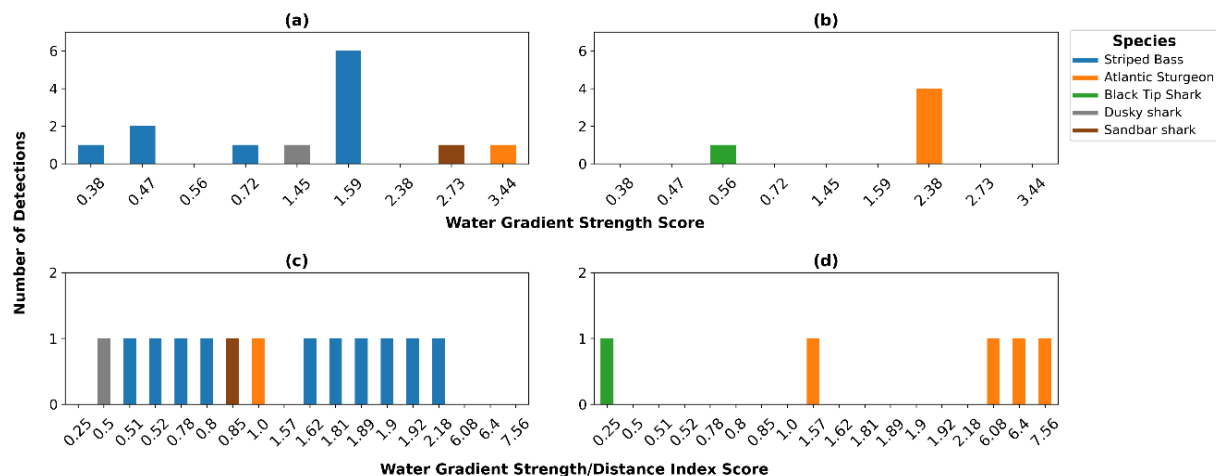 (a)
(b)
Species
Striped Bass
Atlantic Sturgeon
Black Tip Shark
Dusky shark
Sandbar shark
6
4
2
0
0.38 0.47 0.56 0.72 1.45 1.59 2.38 2.73 3.44
6
4
2
0
0.38 0.47 0.56 0.72 1.45 1.59 2.38 2.73 3.44
Water Gradient Strength Score
Number of Detections
(c)
(d)
2
1
0
0.25 0.5 0.51 0.52 0.78 0.8 0.85 1.0 1.57 1.62 1.81 1.89 1.9 1.92 2.18 6.08 6.4 7.56
2
1
0
0.25 0.5 0.51 0.52 0.78 0.8 0.85 1.0 1.57 1.62 1.81 1.89 1.9 1.92 2.18 6.08 6.4 7.56
Water Gradient Strength/Distance Index Score